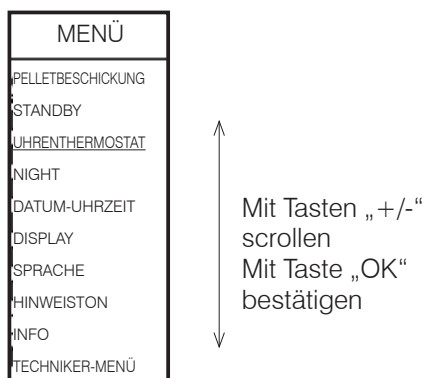 MENÜ
PELLETBESCHICKUNG
STANDBY
UHRENTHERMOSTAT
NIGHT
DATUM-UHRZEIT
DISPLAY
SPRACHE
HINWEISTON
INFO
TECHNIKER-MENÜ
Mit Tasten „+/-“
scrollen
Mit Taste „OK“
bestätigen